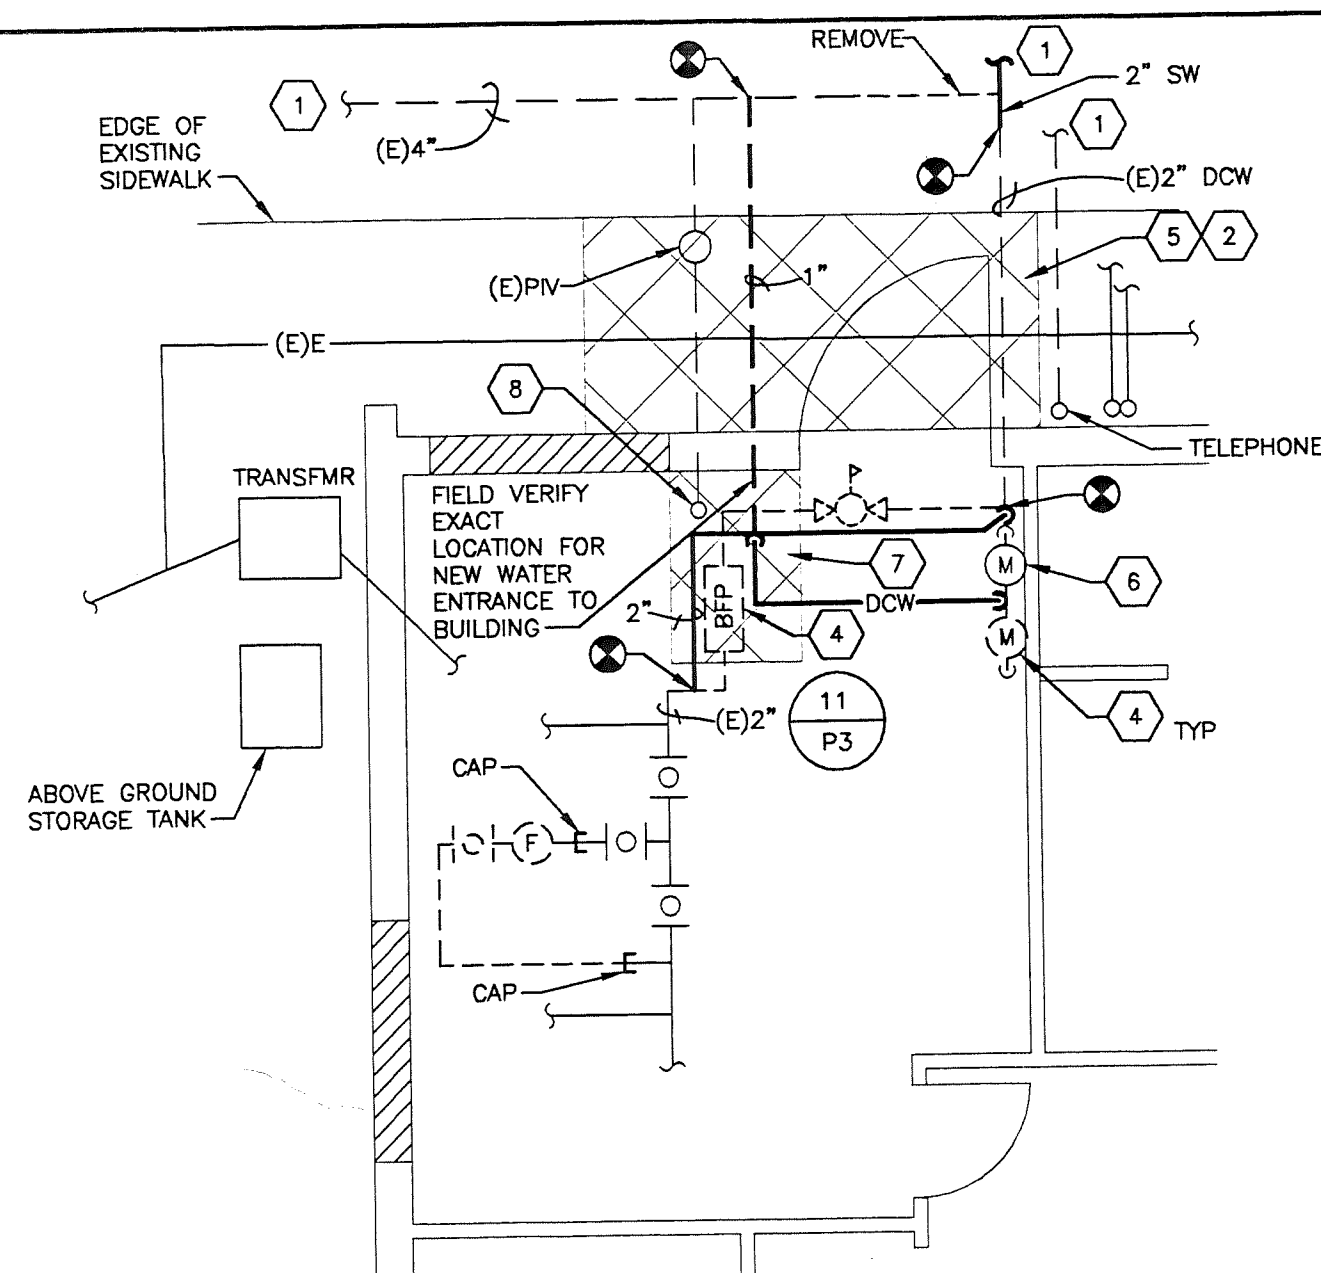 REMOVE
1
2" SW
1
(E)4"
1
EDGE OF
EXISTING
SIDEWALK
(E)2" DCW
5
2
(E)PIV
1"
(E)E
8
TELEPHONE
TRANSFMR
FIELD VERIFY
EXACT
LOCATION FOR
NEW WATER
ENTRANCE TO
BUILDING
7
M
6
2"
BFP
DCW
4
M
4
TYP
(E)2"
11
P3
CAP
ABOVE GROUND
STORAGE TANK
F
CAP